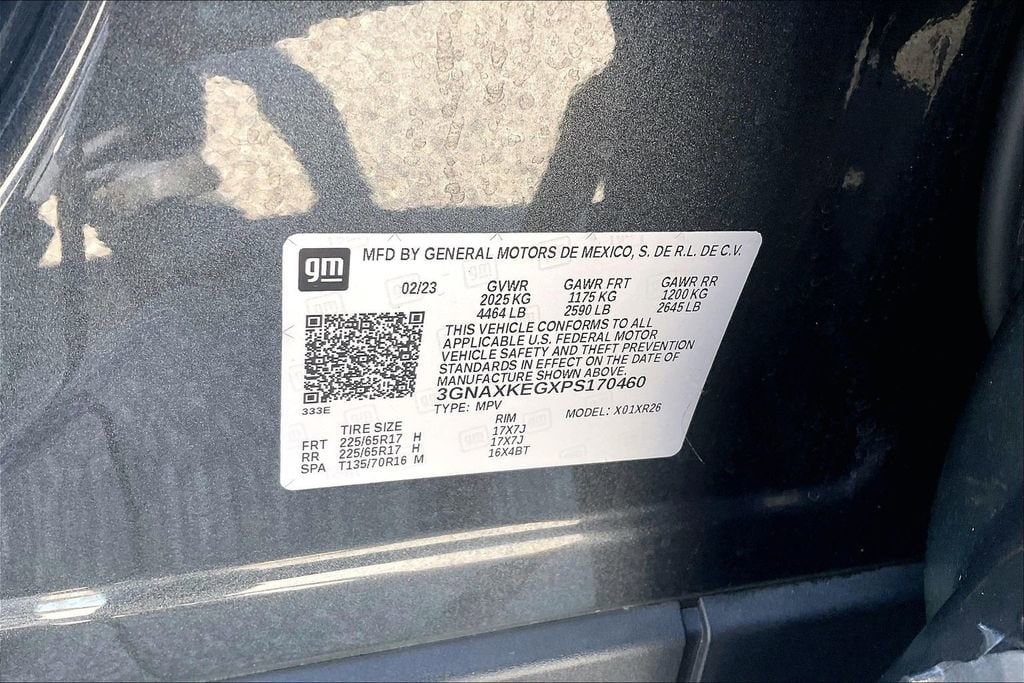 gm MFD BY GENERAL MOTORS DE MEXICO, S. DE R.L. DE C.V.
02/23 GVWR GAWR FRT GAWR RR
2025 KG 1175 KG 1200 KG
4464 LB 2590 LB 2645 LB
THIS VEHICLE CONFORMS TO ALL
APPLICABLE U.S. FEDERAL MOTOR
VEHICLE SAFETY AND THEFT PREVENTION
STANDARDS IN EFFECT ON THE DATE OF
MANUFACTURE SHOWN ABOVE.
3GNAXKEGXPS170460
333E TYPE: MPV MODEL: X01XR26
TIRE SIZE RIM
FRT 225/65R17 H 17X7J
RR 225/65R17 H 17X7J
SPA T135/70R16 M 16X4BT